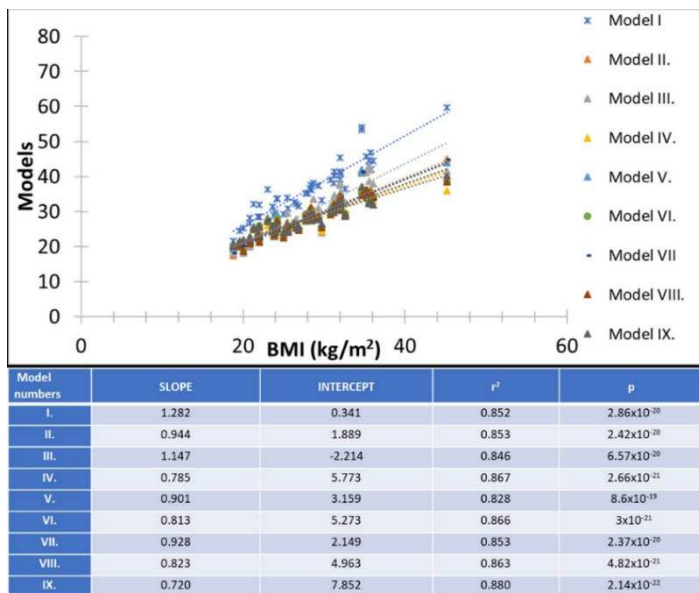 80
70
60
50
40
30
20
10
0
Models
0
20
40
60
BMI (kg/m²)
Model I
Model II.
Model III.
Model IV.
Model V.
Model VI.
Model VII
Model VIII.
Model IX.
Model numbers SLOPE INTERCEPT r² p
I. 1.282 0.341 0.852 2.86x10⁻²⁰
II. 0.944 1.889 0.853 2.42x10⁻²⁰
III. 1.147 -2.214 0.846 6.57x10⁻²⁰
IV. 0.785 5.773 0.867 2.66x10⁻²¹
V. 0.901 3.159 0.828 8.6x10⁻¹⁹
VI. 0.813 5.273 0.866 3x10⁻²¹
VII. 0.928 2.149 0.853 2.37x10⁻²⁰
VIII. 0.823 4.963 0.863 4.82x10⁻²¹
IX. 0.720 7.852 0.880 2.14x10⁻²²